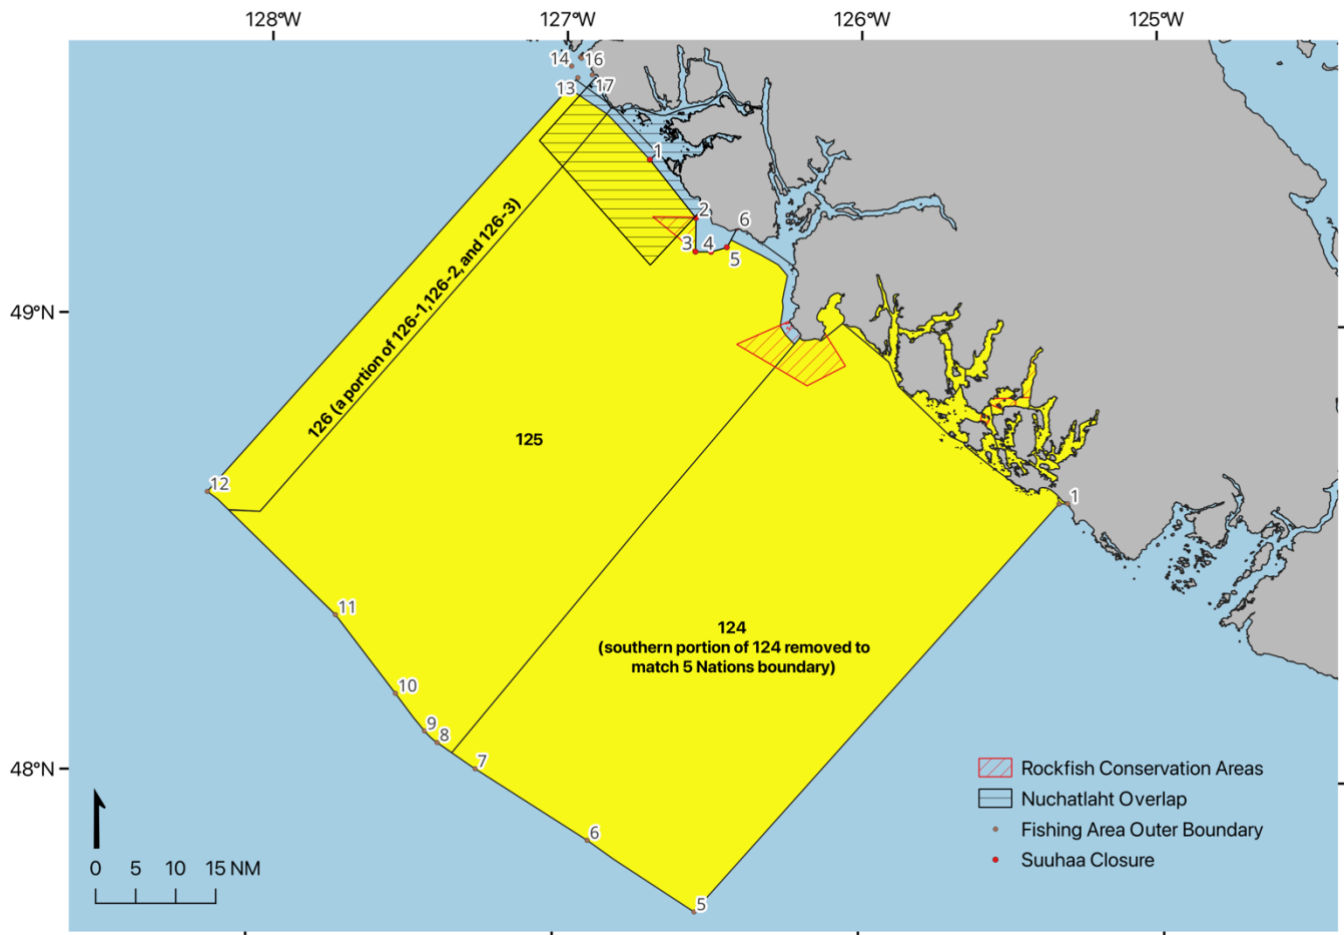 128°W
127°W
126°W
125°W
14
16
13
17
1
2
6
3
4
5
49°N
126 (a portion of 126-1,126-2, and 126-3)
125
12
1
11
124
(southern portion of 124 removed to
match 5 Nations boundary)
10
9
8
7
48°N
6
5
Rockfish Conservation Areas
Nuchatlaht Overlap
Fishing Area Outer Boundary
Suuhaa Closure
0 5 10 15 NM